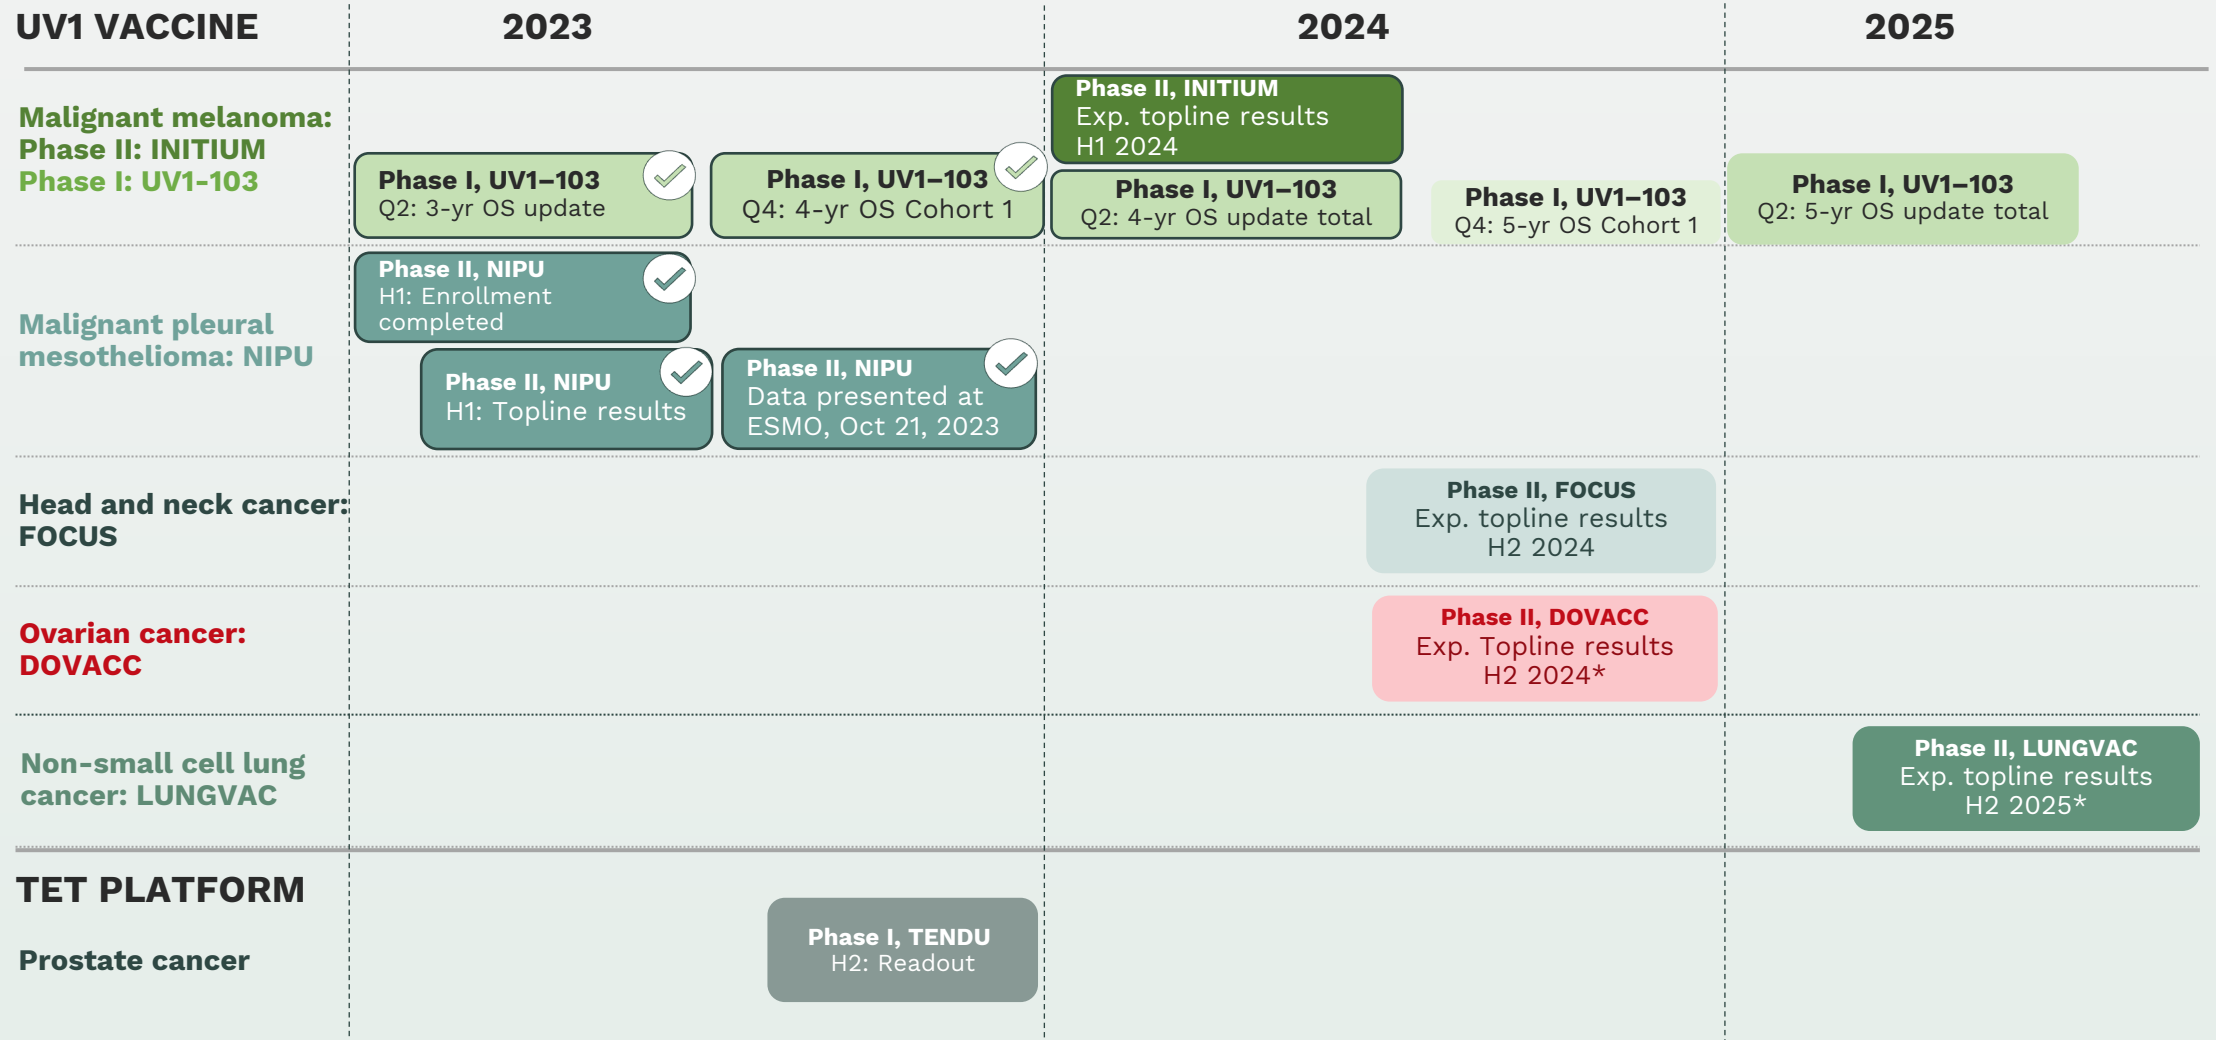 UV1 VACCINE
2023
2024
2025
Malignant melanoma:
Phase II: INITIUM
Phase I: UV1-103
Phase I, UV1–103
Q2: 3-yr OS update
Phase I, UV1–103
Q4: 4-yr OS Cohort 1
Phase II, INITIUM
Exp. topline results
H1 2024
Phase I, UV1–103
Q2: 4-yr OS update total
Phase I, UV1–103
Q4: 5-yr OS Cohort 1
Phase I, UV1–103
Q2: 5-yr OS update total
Malignant pleural
mesothelioma: NIPU
Phase II, NIPU
H1: Enrollment
completed
Phase II, NIPU
H1: Topline results
Phase II, NIPU
Data presented at
ESMO, Oct 21, 2023
Head and neck cancer:
FOCUS
Phase II, FOCUS
Exp. topline results
H2 2024
Ovarian cancer:
DOVACC
Phase II, DOVACC
Exp. Topline results
H2 2024*
Non-small cell lung
cancer: LUNGVAC
Phase II, LUNGVAC
Exp. topline results
H2 2025*
TET PLATFORM
Prostate cancer
Phase I, TENDU
H2: Readout